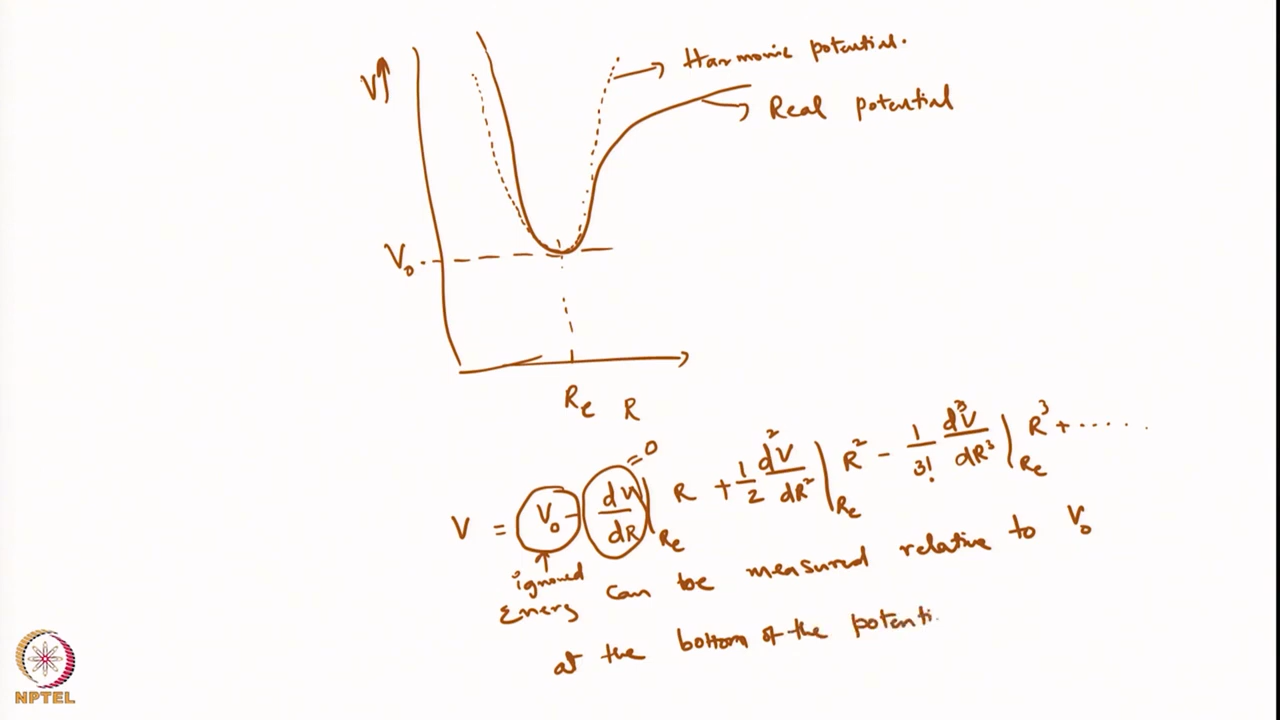 V↑
Harmonic potential.
Real potential
V₀
Rₑ R
V = V₀ - dV/dR|Rₑ R + 1/2 d²V/dR²|Rₑ R² - 1/3! d³V/dR³|Rₑ R³ + ......
=0
ignored
Energy can be measured relative to V₀
at the bottom of the potenti
NPTEL